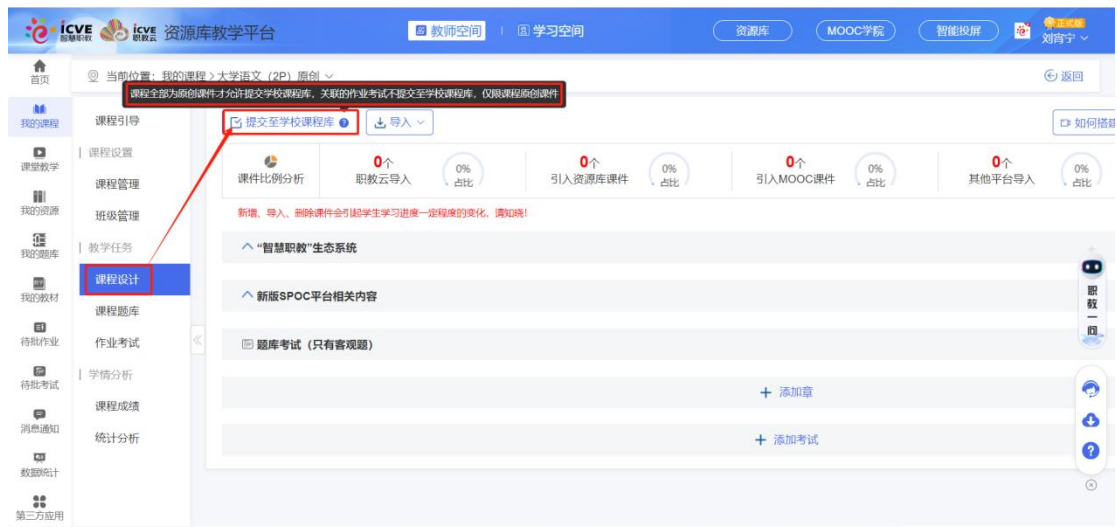 icve 智慧职教 icve 职教云 资源库教学平台 教师空间 学习空间 资源库 MOOC学院 智能投屏 正式版 刘宵宁
首页
当前位置：我的课程 > 大学语文（2P）原创 返回
课程全部为原创课件才允许提交学校课程库，关联的作业考试不提交至学校课程库，仅限课程原创课件
我的课程
课堂教学
我的资源
我的题库
我的教材
待批作业
待批考试
消息通知
数据统计
第三方应用
课程引导
课程设置
课程管理
班级管理
教学任务
课程设计
课程题库
作业考试
学情分析
课程成绩
统计分析
提交至学校课程库 ? 导入 如何搭建
课件比例分析
0个
职教云导入
0%
占比
0个
引入资源库课件
0%
占比
0个
引入MOOC课件
0%
占比
0个
其他平台导入
0%
占比
新增、导入、删除课件会引起学生学习进度一定程度的变化，请知晓！
“智慧职教”生态系统
新版SPOC平台相关内容
题库考试（只有客观题）
+ 添加章
+ 添加考试
职教一问